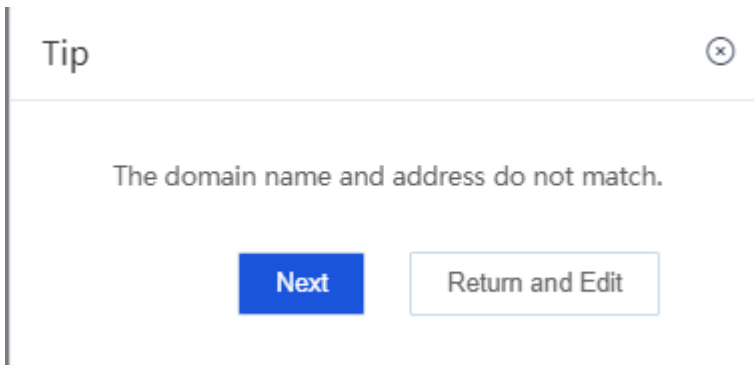 Tip
The domain name and address do not match.
Next Return and Edit